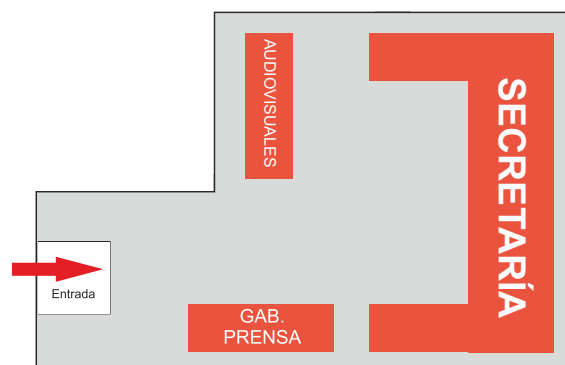 AUDIOVISUALES
SECRETARÍA
Entrada
GAB.
PRENSA